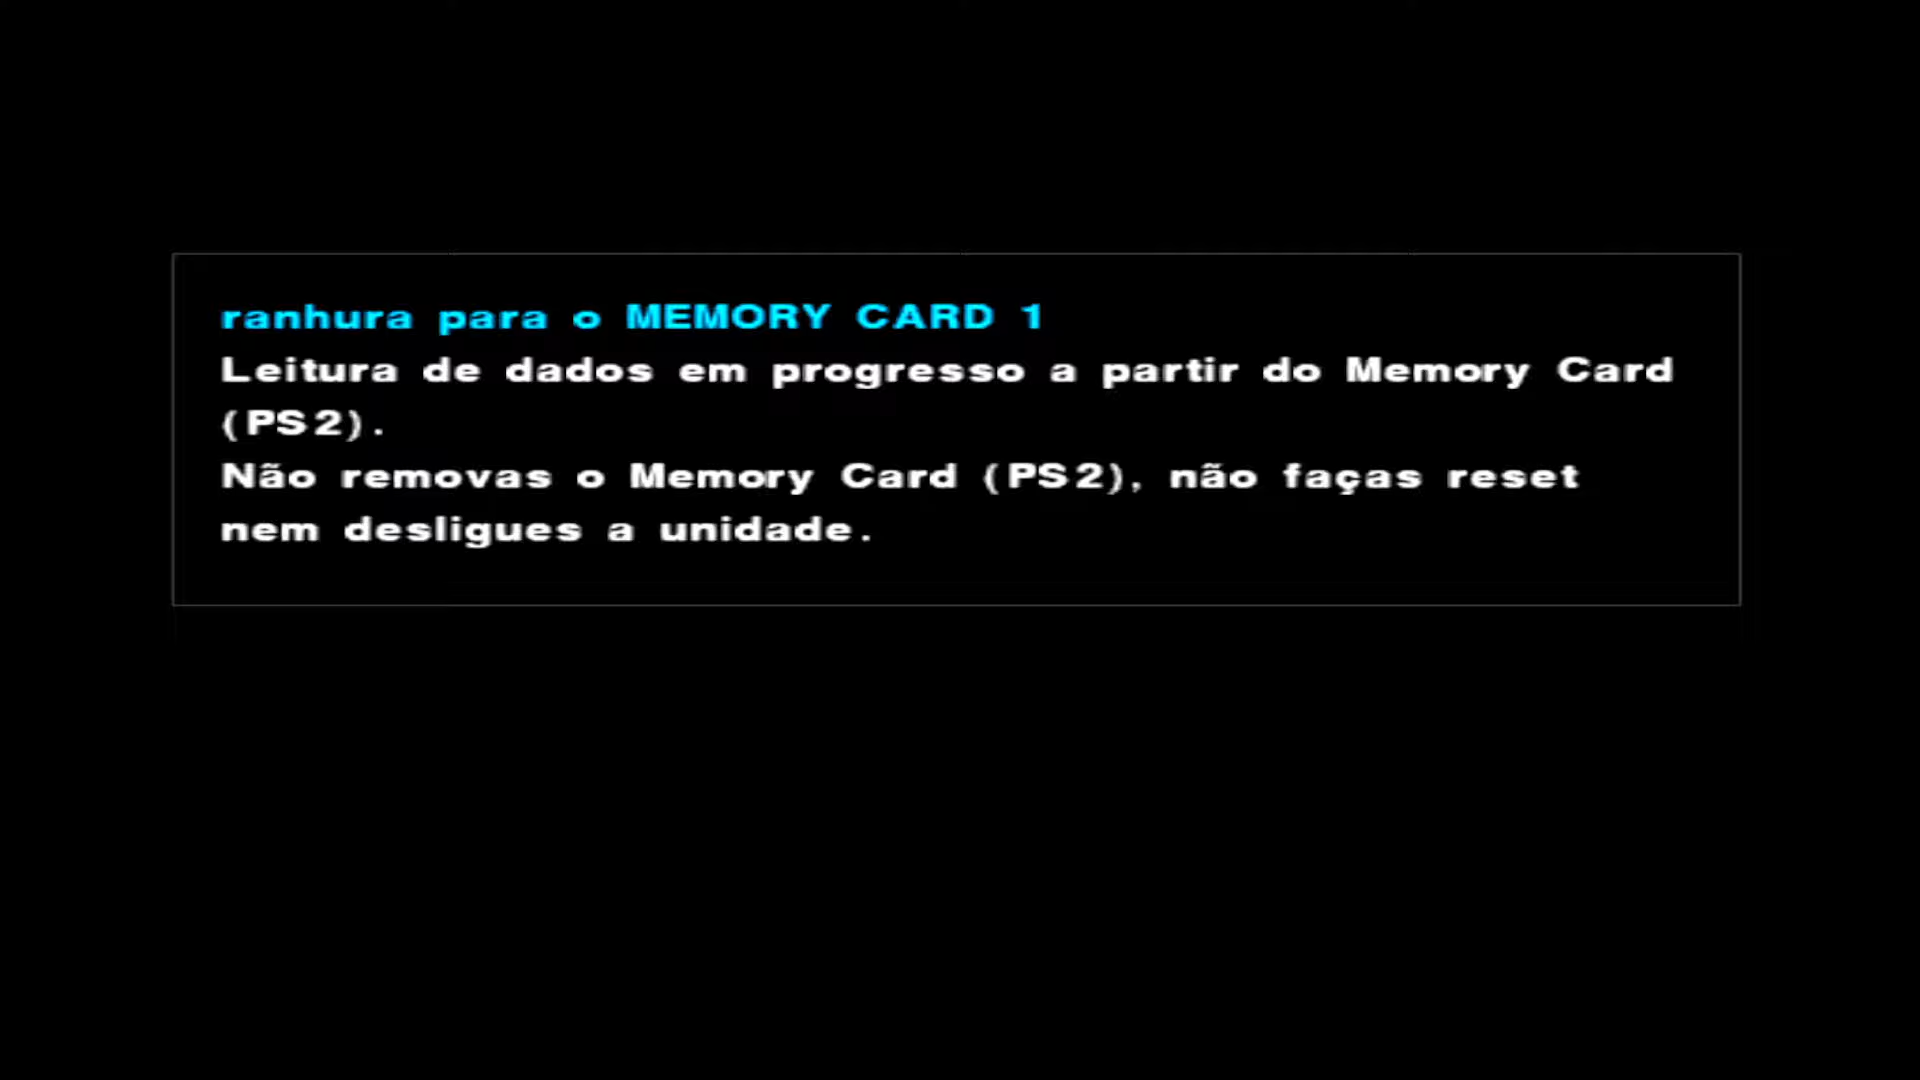 ranhura para o MEMORY CARD 1
Leitura de dados em progresso a partir do Memory Card
(PS2).
Não removas o Memory Card (PS2), não faças reset
nem desligues a unidade.